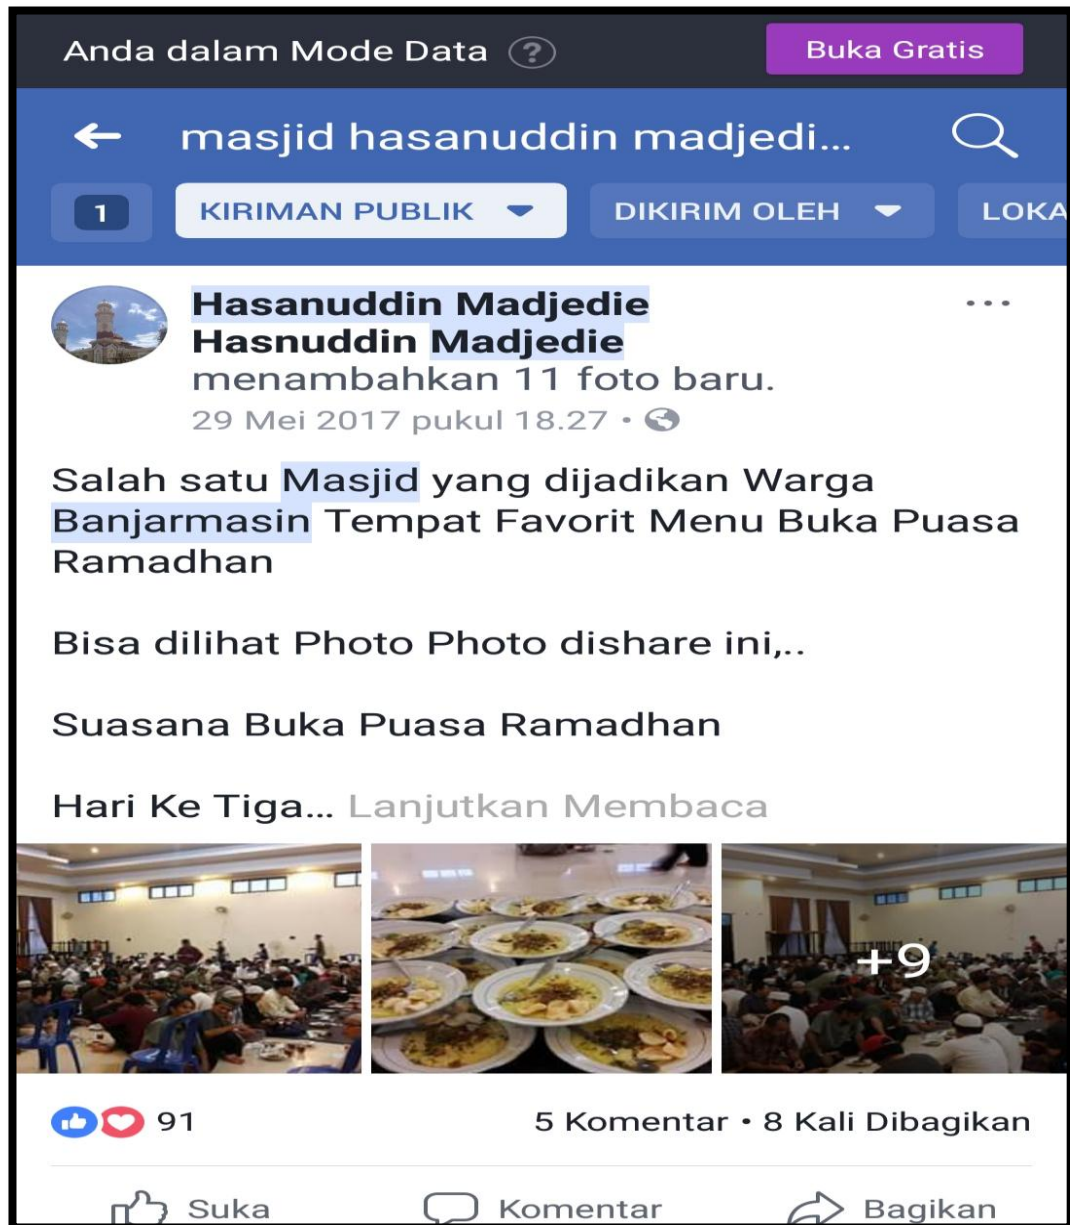 Anda dalam Mode Data ?
Buka Gratis
masjid hasanuddin madjedi...
1
KIRIMAN PUBLIK
DIKIRIM OLEH
LOKA
Hasanuddin Madjedie
Hasnuddin Madjedie
menambahkan 11 foto baru.
29 Mei 2017 pukul 18.27 •
Salah satu Masjid yang dijadikan Warga
Banjarmasin Tempat Favorit Menu Buka Puasa
Ramadhan
Bisa dilihat Photo Photo dishare ini,..
Suasana Buka Puasa Ramadhan
Hari Ke Tiga... Lanjutkan Membaca
+9
91
5 Komentar • 8 Kali Dibagikan
Suka
Komentar
Bagikan